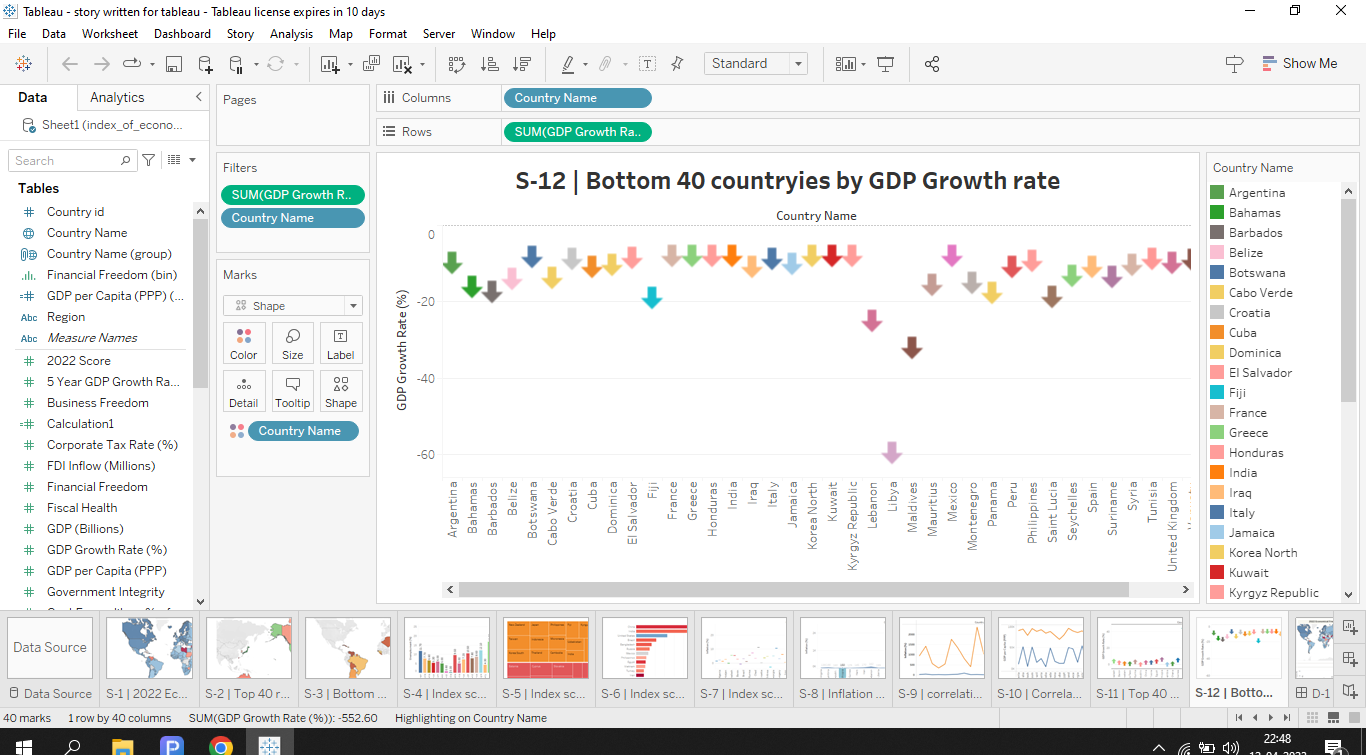 Tableau - story written for tableau - Tableau license expires in 10 days
File Data Worksheet Dashboard Story Analysis Map Format Server Window Help
Standard
Show Me
Data Analytics
Sheet1 (index_of_econo...
Search
Tables
Country id
Country Name
Country Name (group)
Financial Freedom (bin)
GDP per Capita (PPP) (...
Abc Region
Abc Measure Names
2022 Score
5 Year GDP Growth Ra...
Business Freedom
Calculation1
Corporate Tax Rate (%)
FDI Inflow (Millions)
Financial Freedom
Fiscal Health
GDP (Billions)
GDP Growth Rate (%)
GDP per Capita (PPP)
Government Integrity
Pages
Filters
SUM(GDP Growth R..
Country Name
Marks
Shape
Color Size Label
Detail Tooltip Shape
Country Name
Columns Country Name
Rows SUM(GDP Growth Ra..
S-12 | Bottom 40 countryies by GDP Growth rate
Country Name
GDP Growth Rate (%)
0
-20
-40
-60
Argentina
Bahamas
Barbados
Belize
Botswana
Cabo Verde
Croatia
Cuba
Dominica
El Salvador
Fiji
France
Greece
Honduras
India
Iraq
Italy
Jamaica
Korea North
Kuwait
Kyrgyz Republic
Lebanon
Libya
Maldives
Mauritius
Mexico
Montenegro
Panama
Peru
Philippines
Saint Lucia
Seychelles
Spain
Suriname
Syria
Tunisia
United Kingdom
Country Name
Argentina
Bahamas
Barbados
Belize
Botswana
Cabo Verde
Croatia
Cuba
Dominica
El Salvador
Fiji
France
Greece
Honduras
India
Iraq
Italy
Jamaica
Korea North
Kuwait
Kyrgyz Republic
Data Source
Data Source S-1 | 2022 Ec... S-2 | Top 40 r... S-3 | Bottom ... S-4 | Index sc... S-5 | Index sc... S-6 | Index sc... S-7 | Index sc... S-8 | Inflation ... S-9 | correlati... S-10 | Correla... S-11 | Top 40 ... S-12 | Botto... D-1
40 marks 1 row by 40 columns SUM(GDP Growth Rate (%)): -552.60 Highlighting on Country Name
22:48